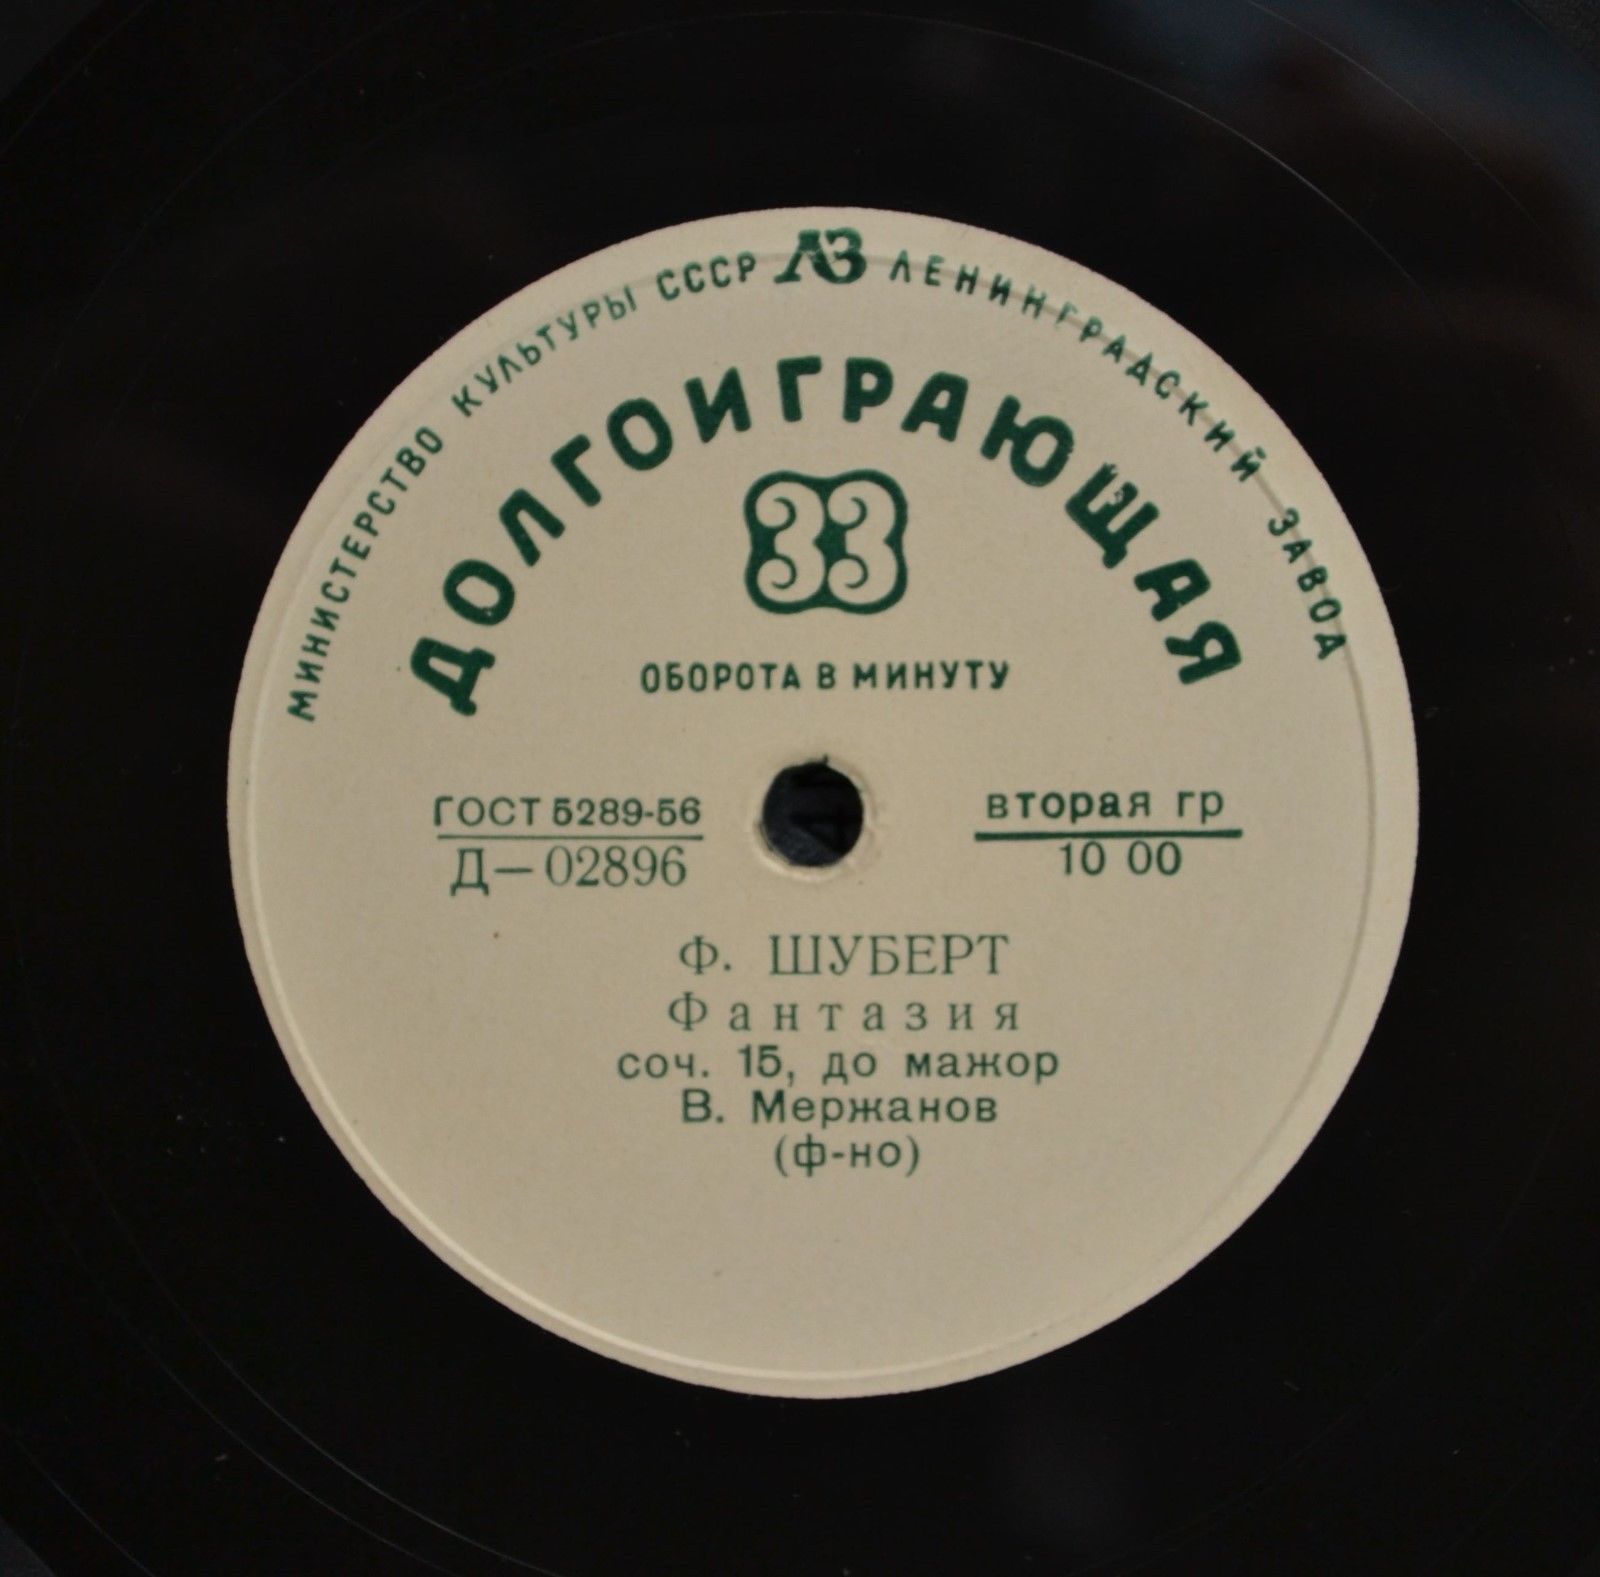 МИНИСТЕРСТВО КУЛЬТУРЫ СССР ЛЗ ЛЕНИНГРАДСКИЙ ЗАВОД
ДОЛГОИГРАЮЩАЯ
33
ОБОРОТА В МИНУТУ
ГОСТ 5289-56
Д—02896
вторая гр
10 00
Ф. ШУБЕРТ
Фантазия
соч. 15, до мажор
В. Мержанов
(ф-но)